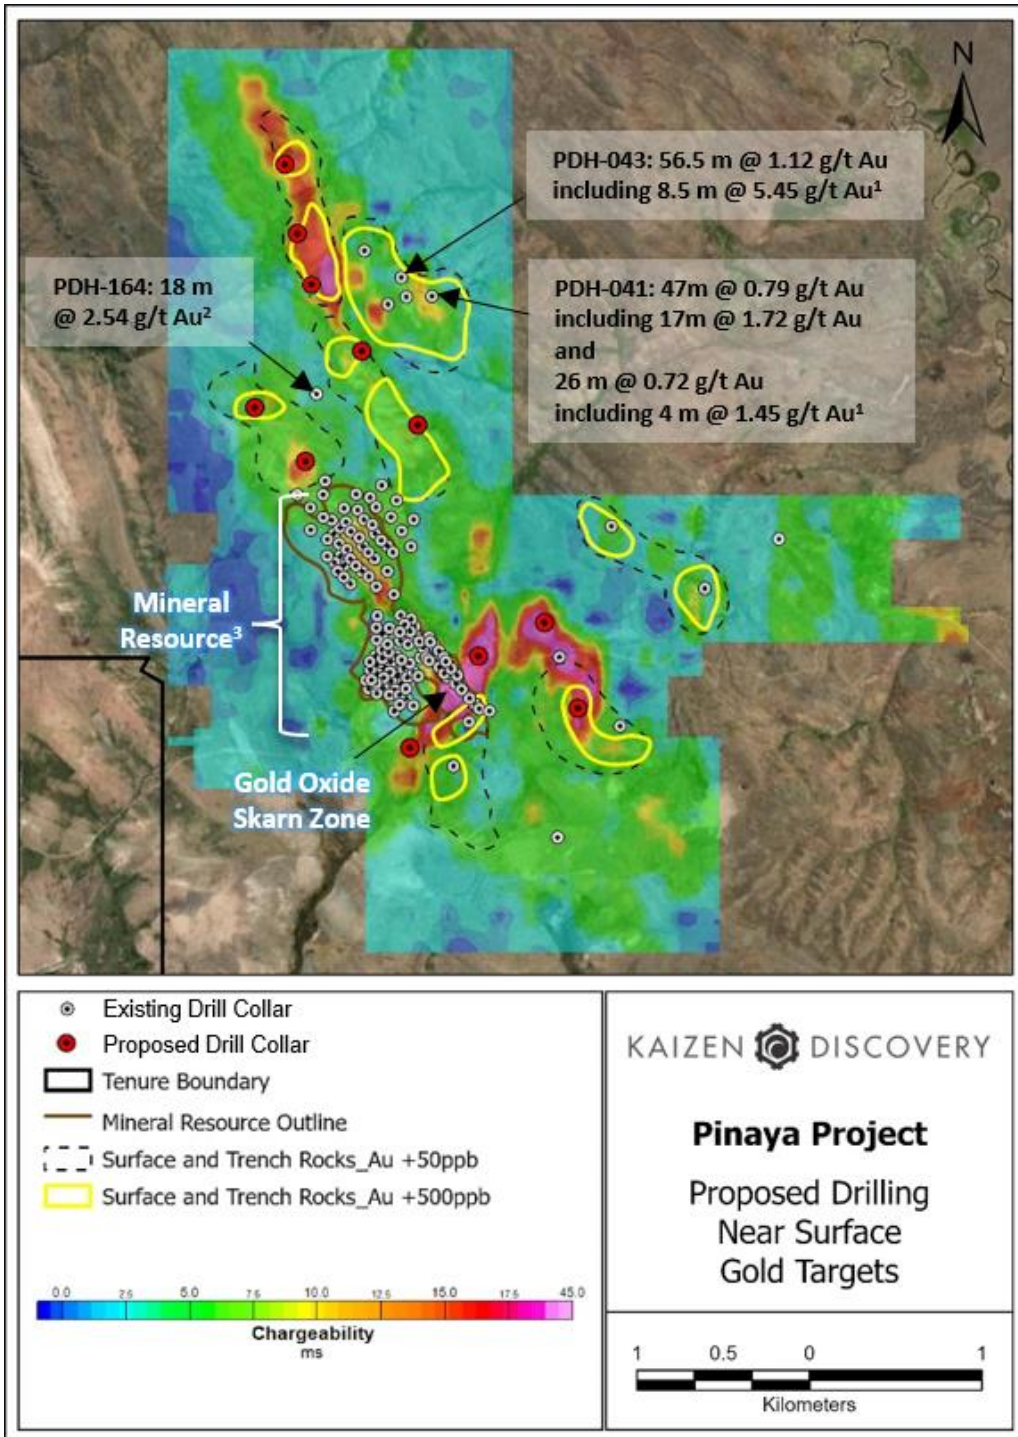 N
PDH-043: 56.5 m @ 1.12 g/t Au
including 8.5 m @ 5.45 g/t Au¹
PDH-164: 18 m
@ 2.54 g/t Au²
PDH-041: 47m @ 0.79 g/t Au
including 17m @ 1.72 g/t Au
and
26 m @ 0.72 g/t Au
including 4 m @ 1.45 g/t Au¹
Mineral
Resource³
Gold Oxide
Skarn Zone
Existing Drill Collar
Proposed Drill Collar
Tenure Boundary
Mineral Resource Outline
Surface and Trench Rocks_Au +50ppb
Surface and Trench Rocks_Au +500ppb
0.0 2.5 5.0 7.5 10.0 12.5 15.0 17.5 45.0
Chargeability
ms
KAIZEN DISCOVERY
Pinaya Project
Proposed Drilling
Near Surface
Gold Targets
1 0.5 0 1
Kilometers